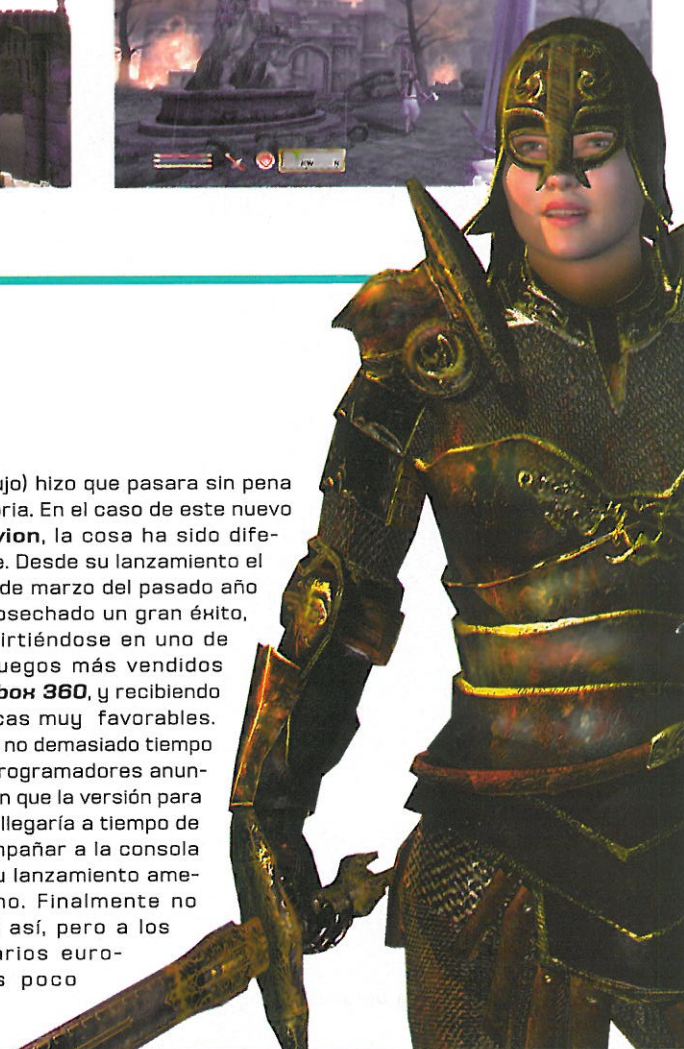 NW N
ujo) hizo que pasara sin pena
oria. En el caso de este nuevo
vion, la cosa ha sido dife-
e. Desde su lanzamiento el
de marzo del pasado año
osechado un gran éxito,
irtiéndose en uno de
uegos más vendidos
box 360, y recibiendo
cas muy favorables.
no demasiado tiempo
rogramadores anun-
n que la versión para
llegaría a tiempo de
mpañar a la consola
u lanzamiento ame-
no. Finalmente no
así, pero a los
arios euro-
s poco